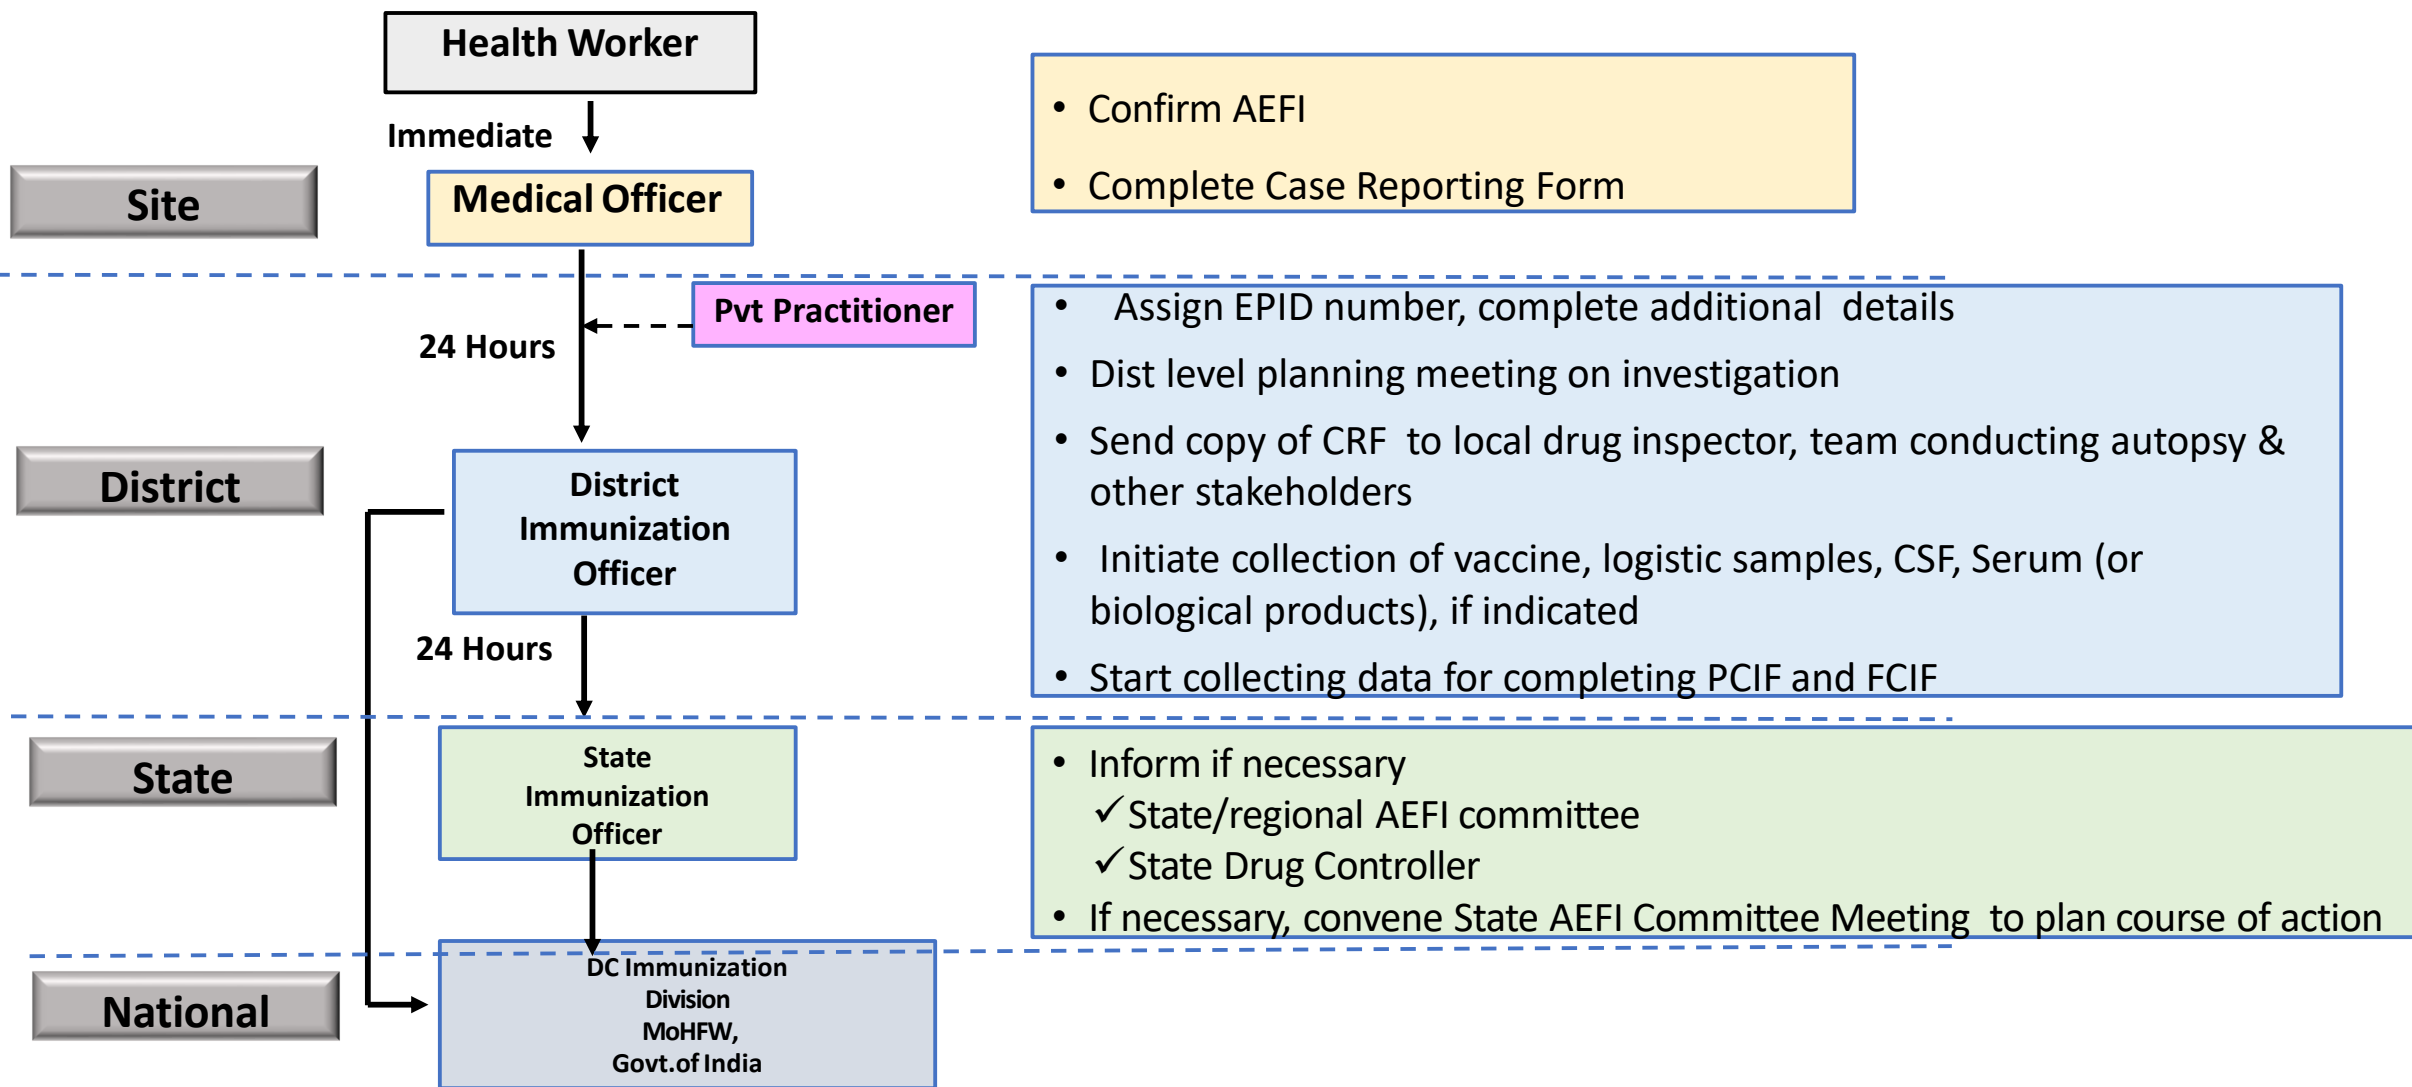 Health Worker
Immediate
Site
Medical Officer
• Confirm AEFI
• Complete Case Reporting Form
Pvt Practitioner
24 Hours
District
District
Immunization
Officer
24 Hours
• Assign EPID number, complete additional details
• Dist level planning meeting on investigation
• Send copy of CRF to local drug inspector, team conducting autopsy &
other stakeholders
• Initiate collection of vaccine, logistic samples, CSF, Serum (or
biological products), if indicated
• Start collecting data for completing PCIF and FCIF
State
State
Immunization
Officer
• Inform if necessary
✓State/regional AEFI committee
✓State Drug Controller
• If necessary, convene State AEFI Committee Meeting to plan course of action
National
DC Immunization
Division
MoHFW,
Govt.of India